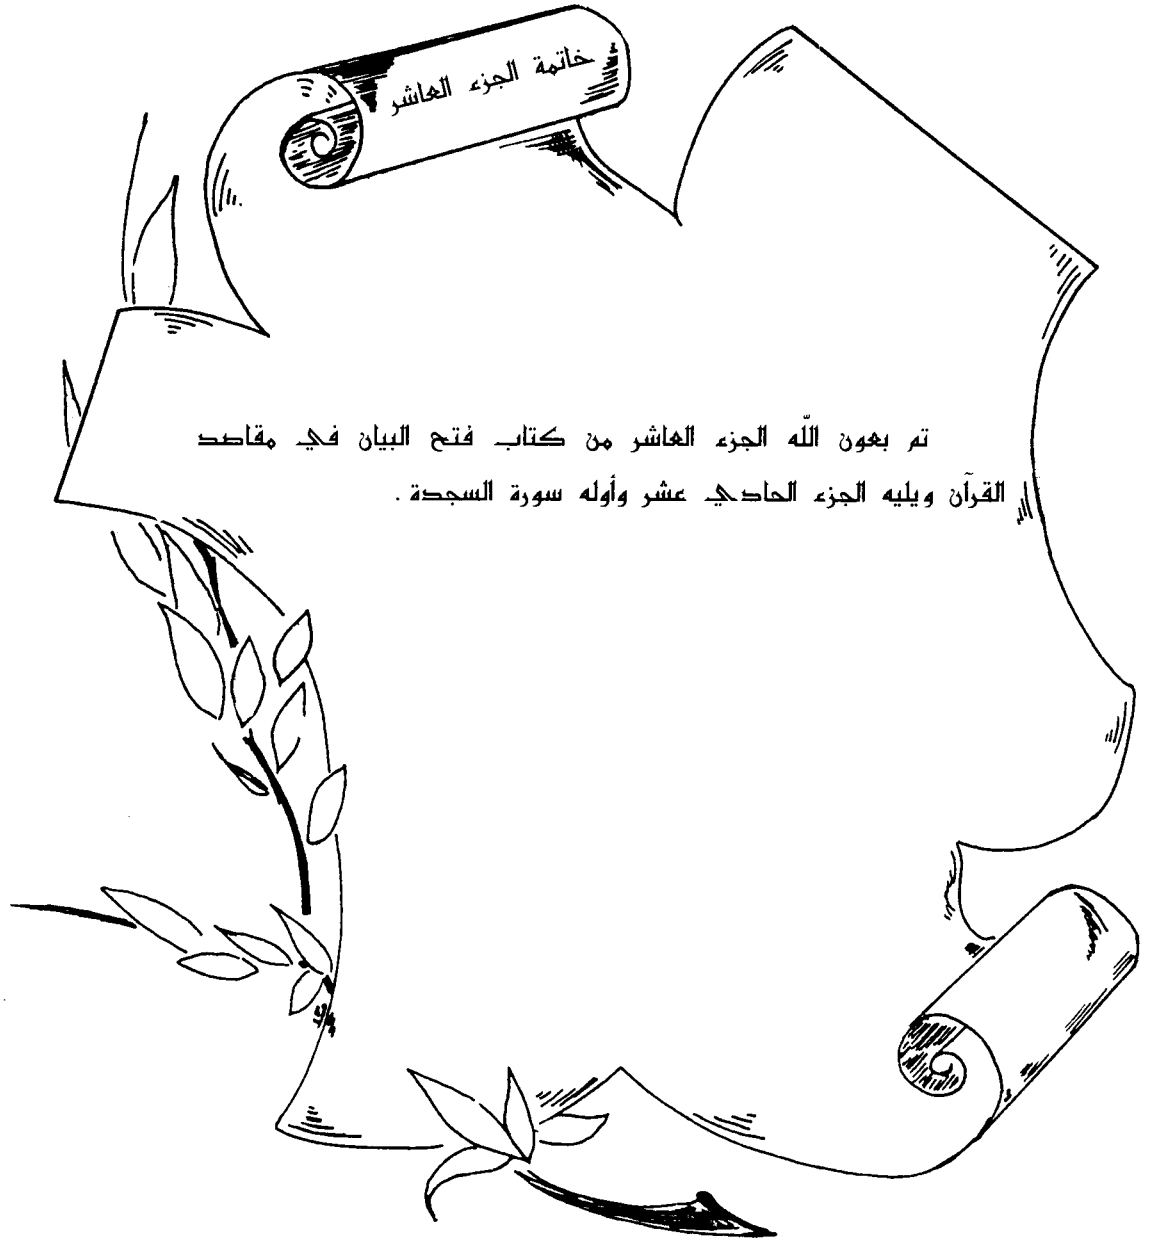 خاتمة الجزء العاشر
تم بعون اللّه الجزء العاشر من كتاب فتح البيان في مقاصد
القرآن ويليه الجزء الحادي عشر وأوله سورة السجدة .